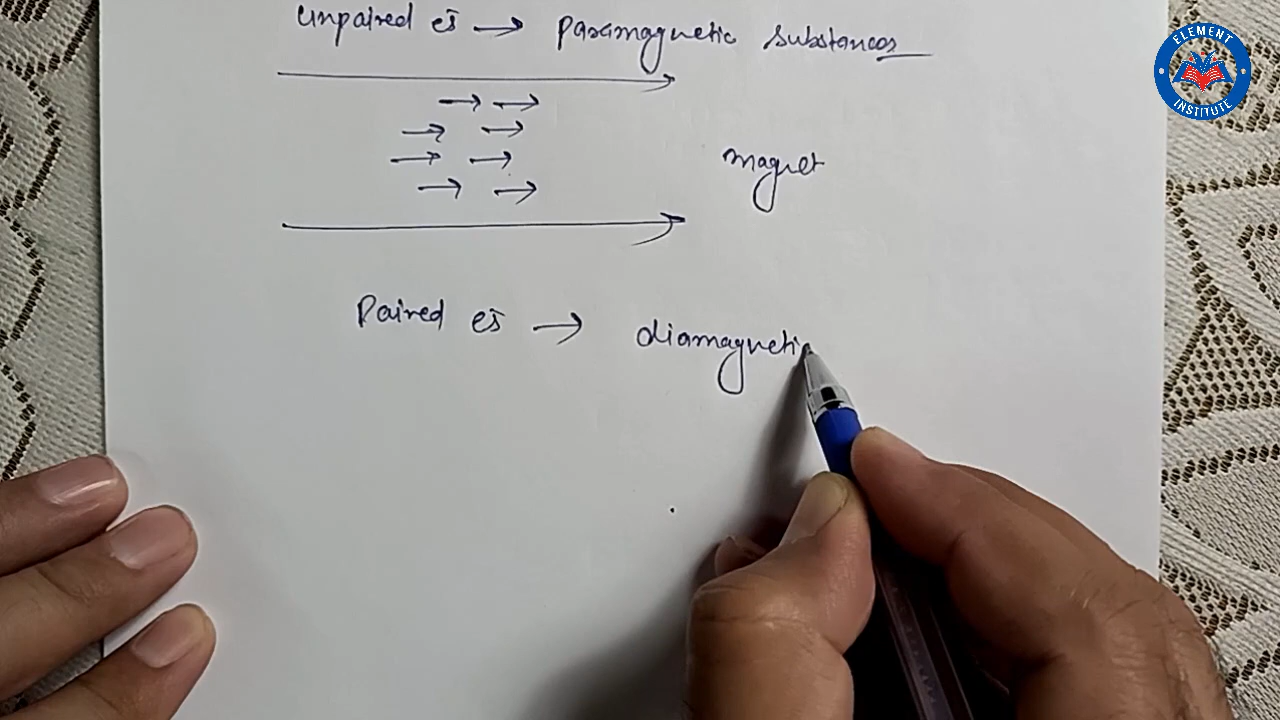 unpaired es → paramagnetic substances
magnet
Paired es → diamagnetic
ELEMENT
INSTITUTE